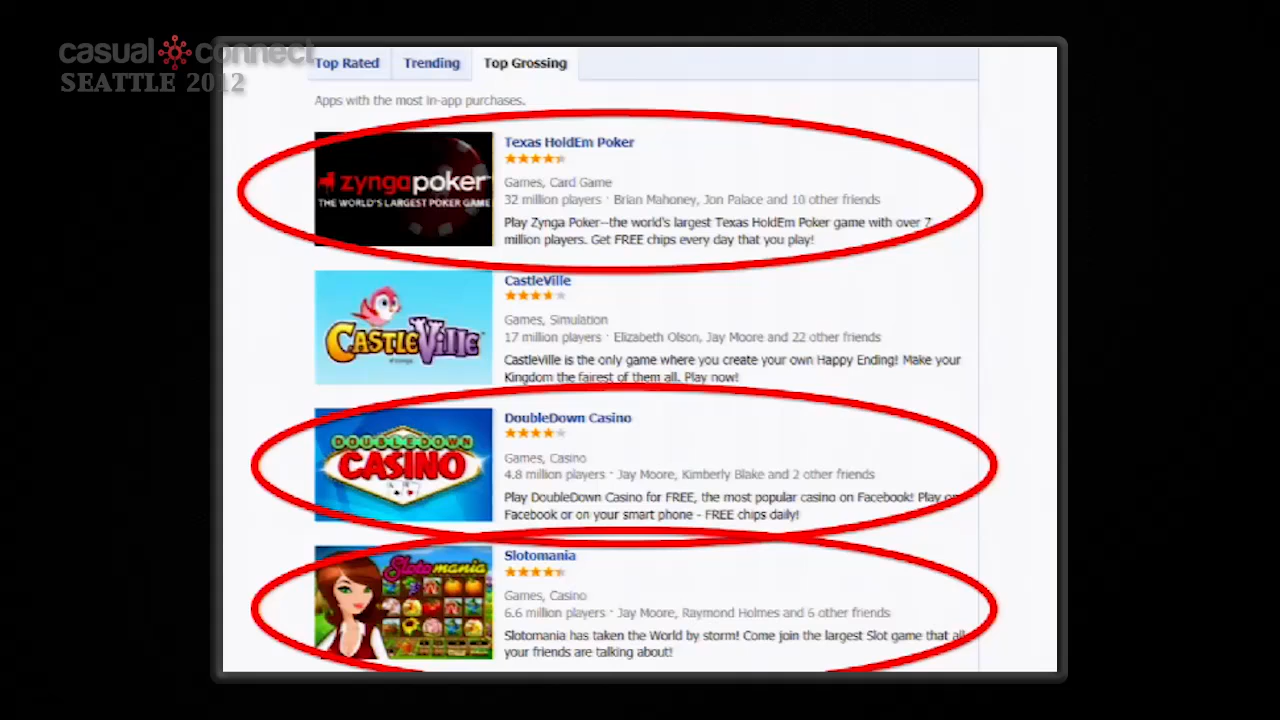 casual connect
SEATTLE 2012
Top Rated Trending Top Grossing
Apps with the most in-app purchases.
zyngapoker
THE WORLD'S LARGEST POKER GAME
Texas HoldEm Poker
Games, Card Game
32 million players · Brian Mahoney, Jon Palace and 10 other friends
Play Zynga Poker--the world's largest Texas HoldEm Poker game with over 7
million players. Get FREE chips every day that you play!
CASTLEVILLE
CastleVille
Games, Simulation
17 million players · Elizabeth Olson, Jay Moore and 22 other friends
CastleVille is the only game where you create your own Happy Ending! Make your
Kingdom the fairest of them all. Play now!
DOUBLEDOWN
CASINO
DoubleDown Casino
Games, Casino
4.8 million players · Jay Moore, Kimberly Blake and 2 other friends
Play DoubleDown Casino for FREE, the most popular casino on Facebook! Play on
Facebook or on your smart phone - FREE chips daily!
Slotomania
Slotomania
Games, Casino
6.6 million players · Jay Moore, Raymond Holmes and 6 other friends
Slotomania has taken the World by storm! Come join the largest Slot game that all
your friends are talking about!